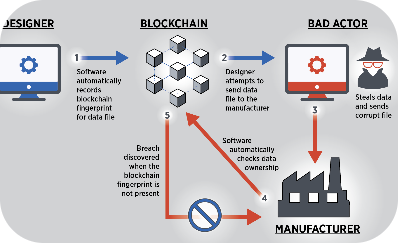 DESIGNER
BLOCKCHAIN
BAD ACTOR
1
Software
automatically
records
blockchain
fingerprint
for data file
2
Designer
attempts to
send data
file to the
manufacturer
Steals data
and sends
corrupt file
3
MANUFACTURER
4
Software
automatically
checks data
ownership
5
Breach
discovered
when the
blockchain
fingerprint is
not present